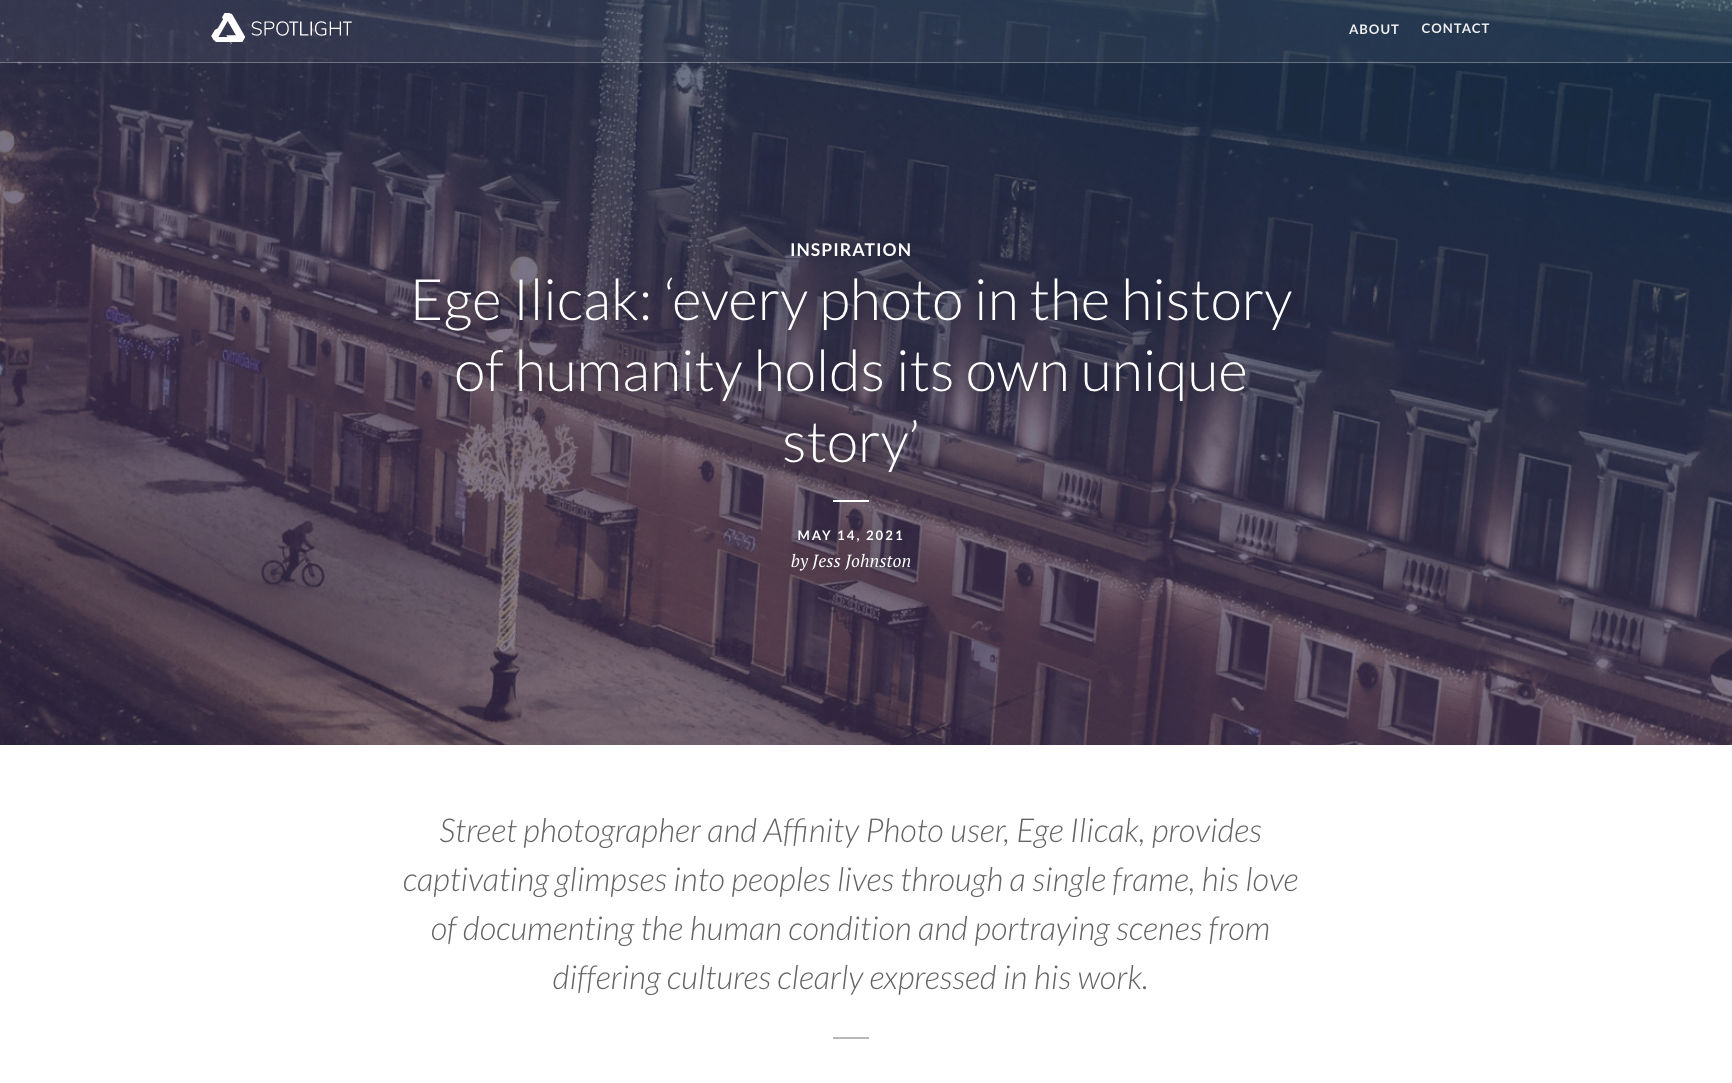 SPOTLIGHT
ABOUT CONTACT
INSPIRATION
Ege Ilicak: ‘every photo in the history
of humanity holds its own unique
story’
MAY 14, 2021
by Jess Johnston
Street photographer and Affinity Photo user, Ege Ilicak, provides
captivating glimpses into peoples lives through a single frame, his love
of documenting the human condition and portraying scenes from
differing cultures clearly expressed in his work.